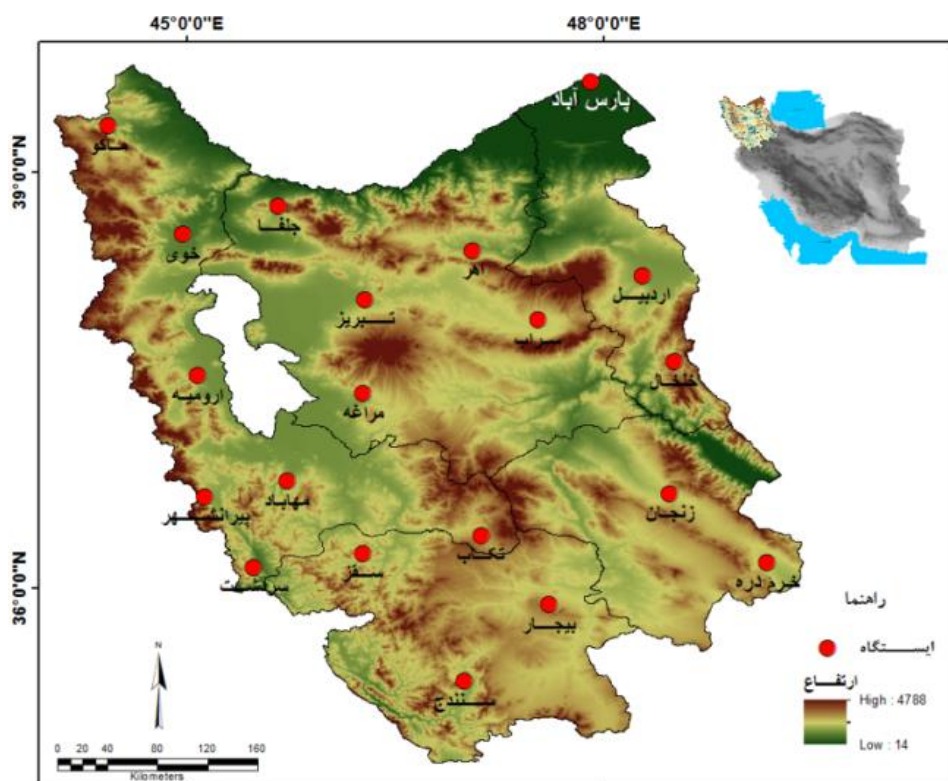 45°0'0"E
48°0'0"E
39°0'0"N
36°0'0"N
پارس آباد
ماکو
جلفا
خوی
اهر
اردبیل
تبریز
سراب
خلخال
ارومیه
مراغه
مهاباد
پیرانشهر
زنجان
تکاب
سقز
سردشت
خرم دره
بیجار
سنندج
راهنما
ایستگاه
ارتفاع
High : 4788
Low : 14
N
0 20 40 80 120 160
Kilometers